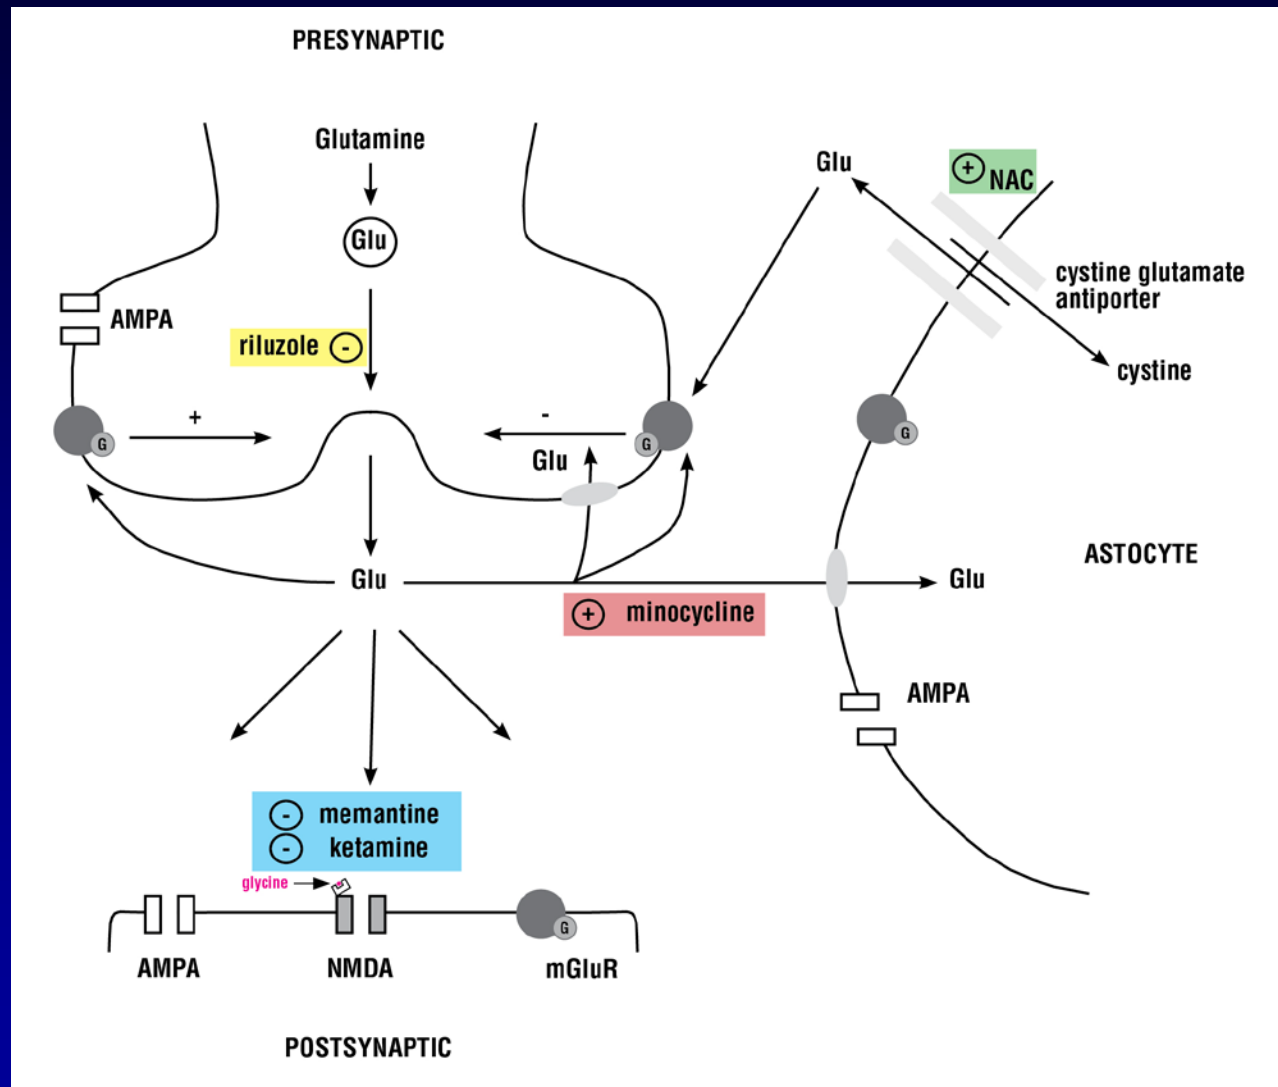 PRESYNAPTIC
Glutamine
Glu
AMPA
riluzole -
+
G
-
G
Glu
Glu
+ NAC
cystine glutamate
antiporter
cystine
G
ASTOCYTE
Glu
Glu
+ minocycline
AMPA
- memantine
- ketamine
glycine
G
AMPA
NMDA
mGluR
POSTSYNAPTIC